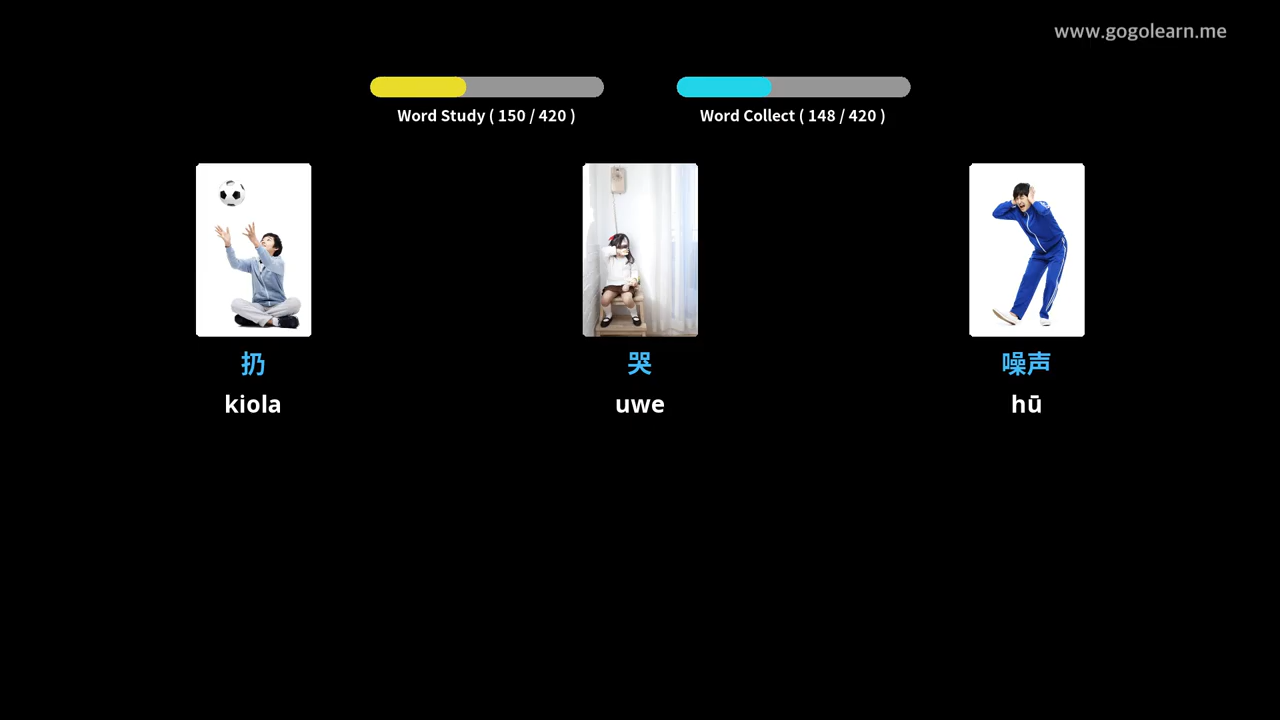 www.gogolearn.me
Word Study ( 150 / 420 )
Word Collect ( 148 / 420 )
扔
哭
噪声
kiola
uwe
hū